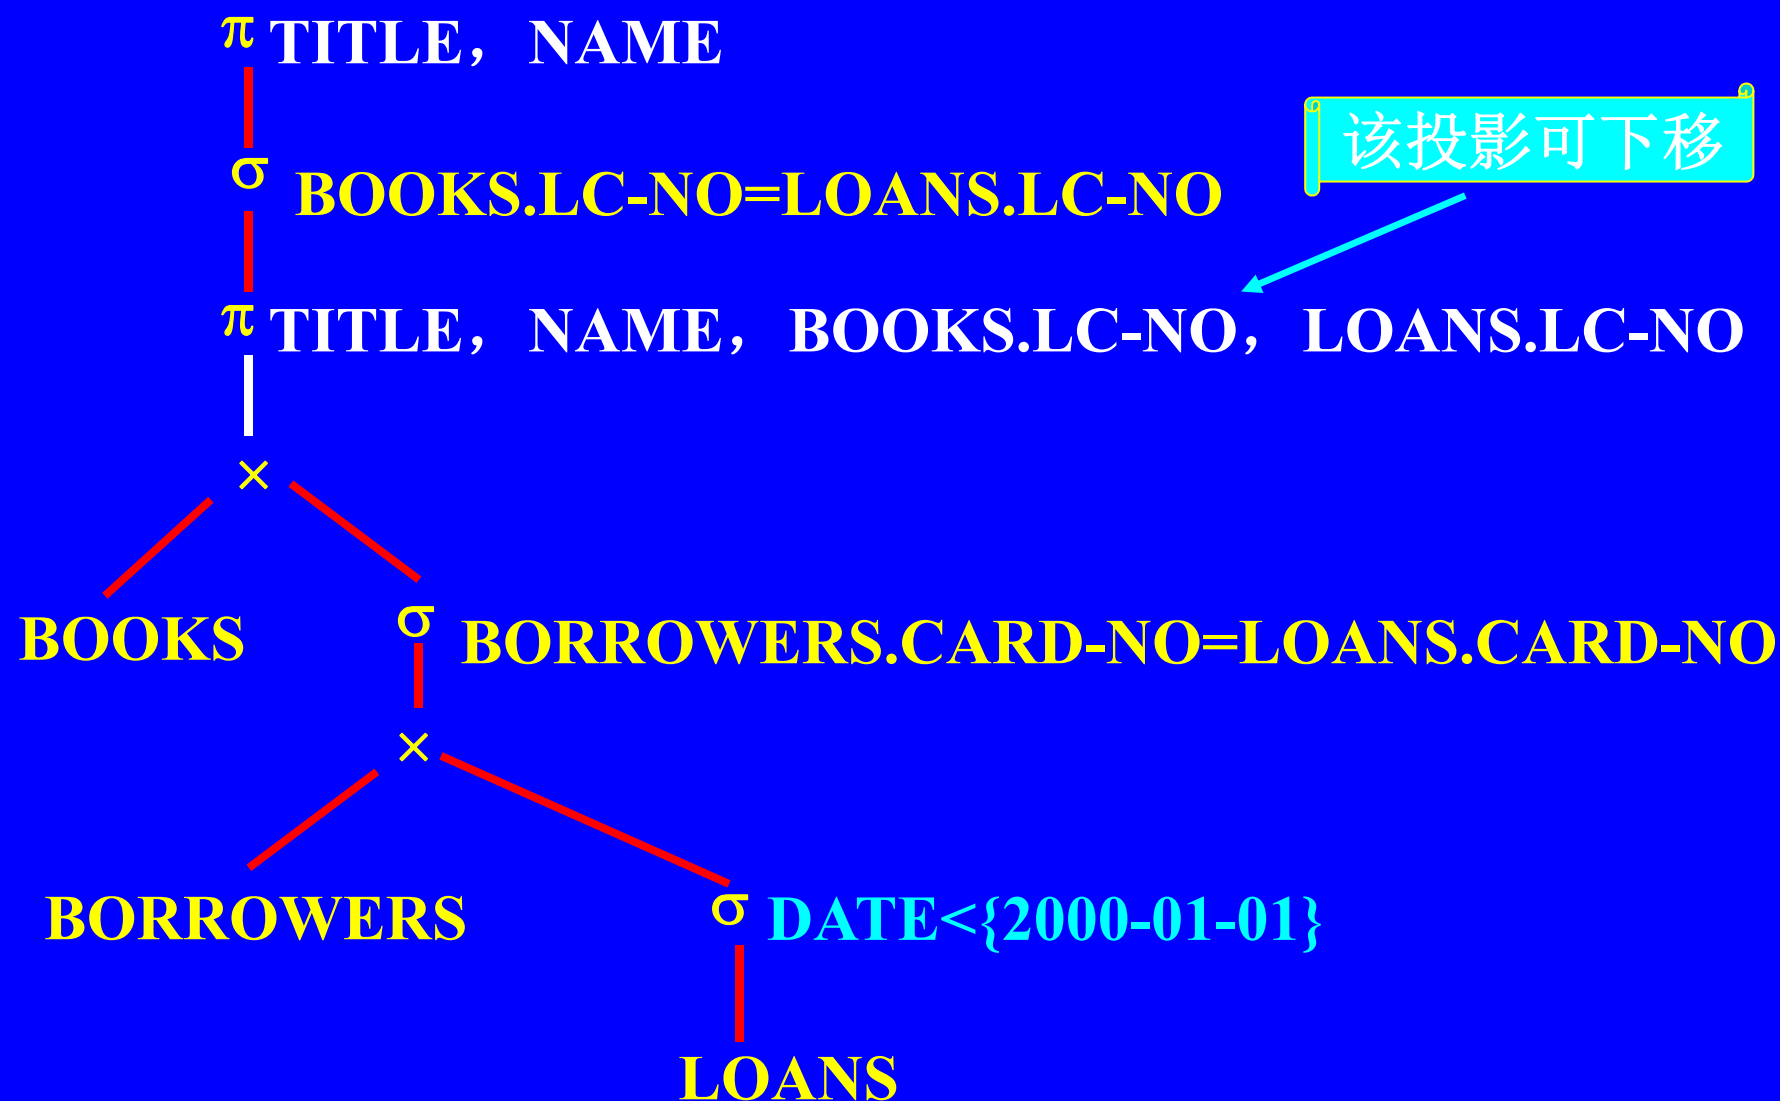 π TITLE，NAME
该投影可下移
σ BOOKS.LC-NO=LOANS.LC-NO
π TITLE，NAME，BOOKS.LC-NO，LOANS.LC-NO
×
BOOKS
σ BORROWERS.CARD-NO=LOANS.CARD-NO
×
BORROWERS
σ DATE<{2000-01-01}
LOANS